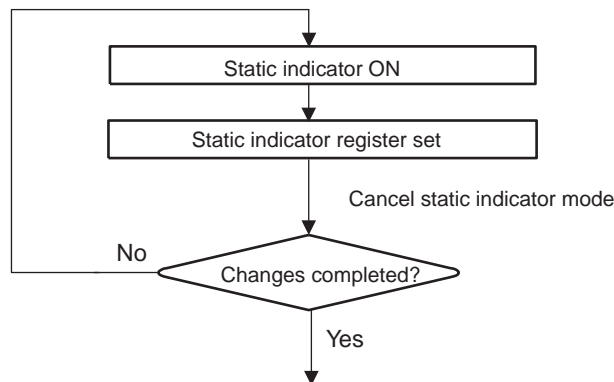 Static indicator ON
Static indicator register set
Cancel static indicator mode
No
Changes completed?
Yes